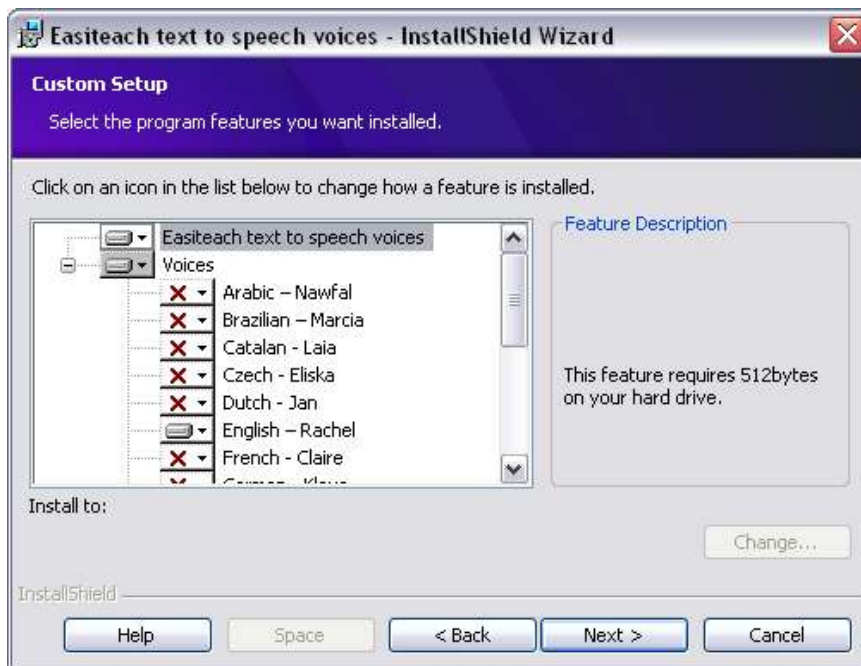 Easiteach text to speech voices - InstallShield Wizard
Custom Setup
Select the program features you want installed.
Click on an icon in the list below to change how a feature is installed.
Easiteach text to speech voices
Voices
Arabic – Nawfal
Brazilian – Marcia
Catalan - Laia
Czech - Eliska
Dutch - Jan
English – Rachel
French - Claire
Feature Description
This feature requires 512bytes
on your hard drive.
Install to:
Change...
InstallShield
Help Space < Back Next > Cancel